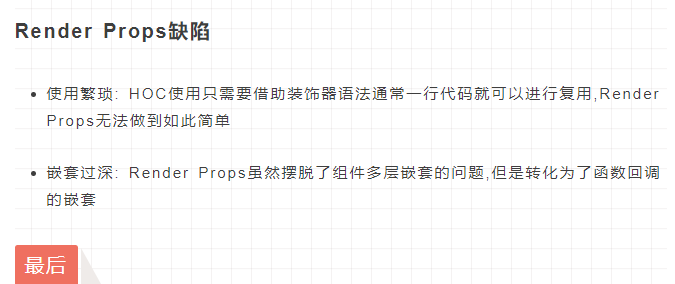 Render Props缺陷
使用繁琐: HOC使用只需要借助装饰器语法通常一行代码就可以进行复用,Render
Props无法做到如此简单
嵌套过深: Render Props虽然摆脱了组件多层嵌套的问题,但是转化为了函数回调
的嵌套
最后